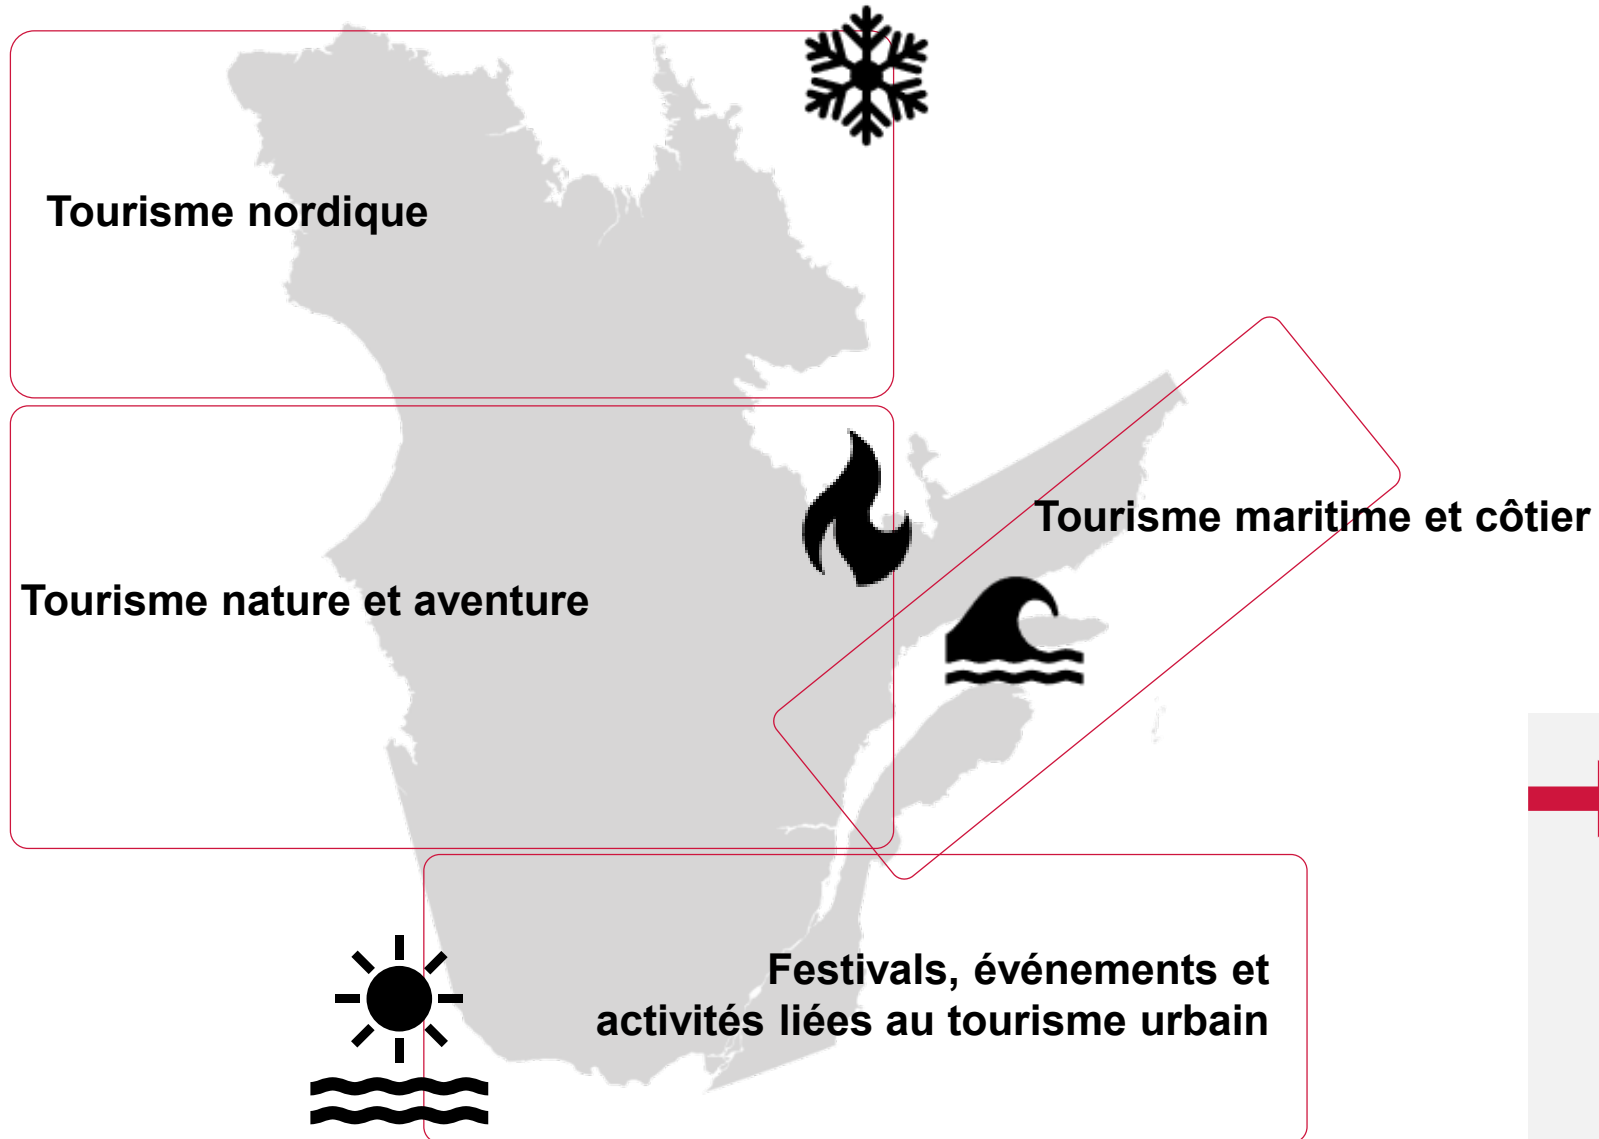 Tourisme nordique
Tourisme maritime et côtier
Tourisme nature et aventure
Festivals, événements et
activités liées au tourisme urbain